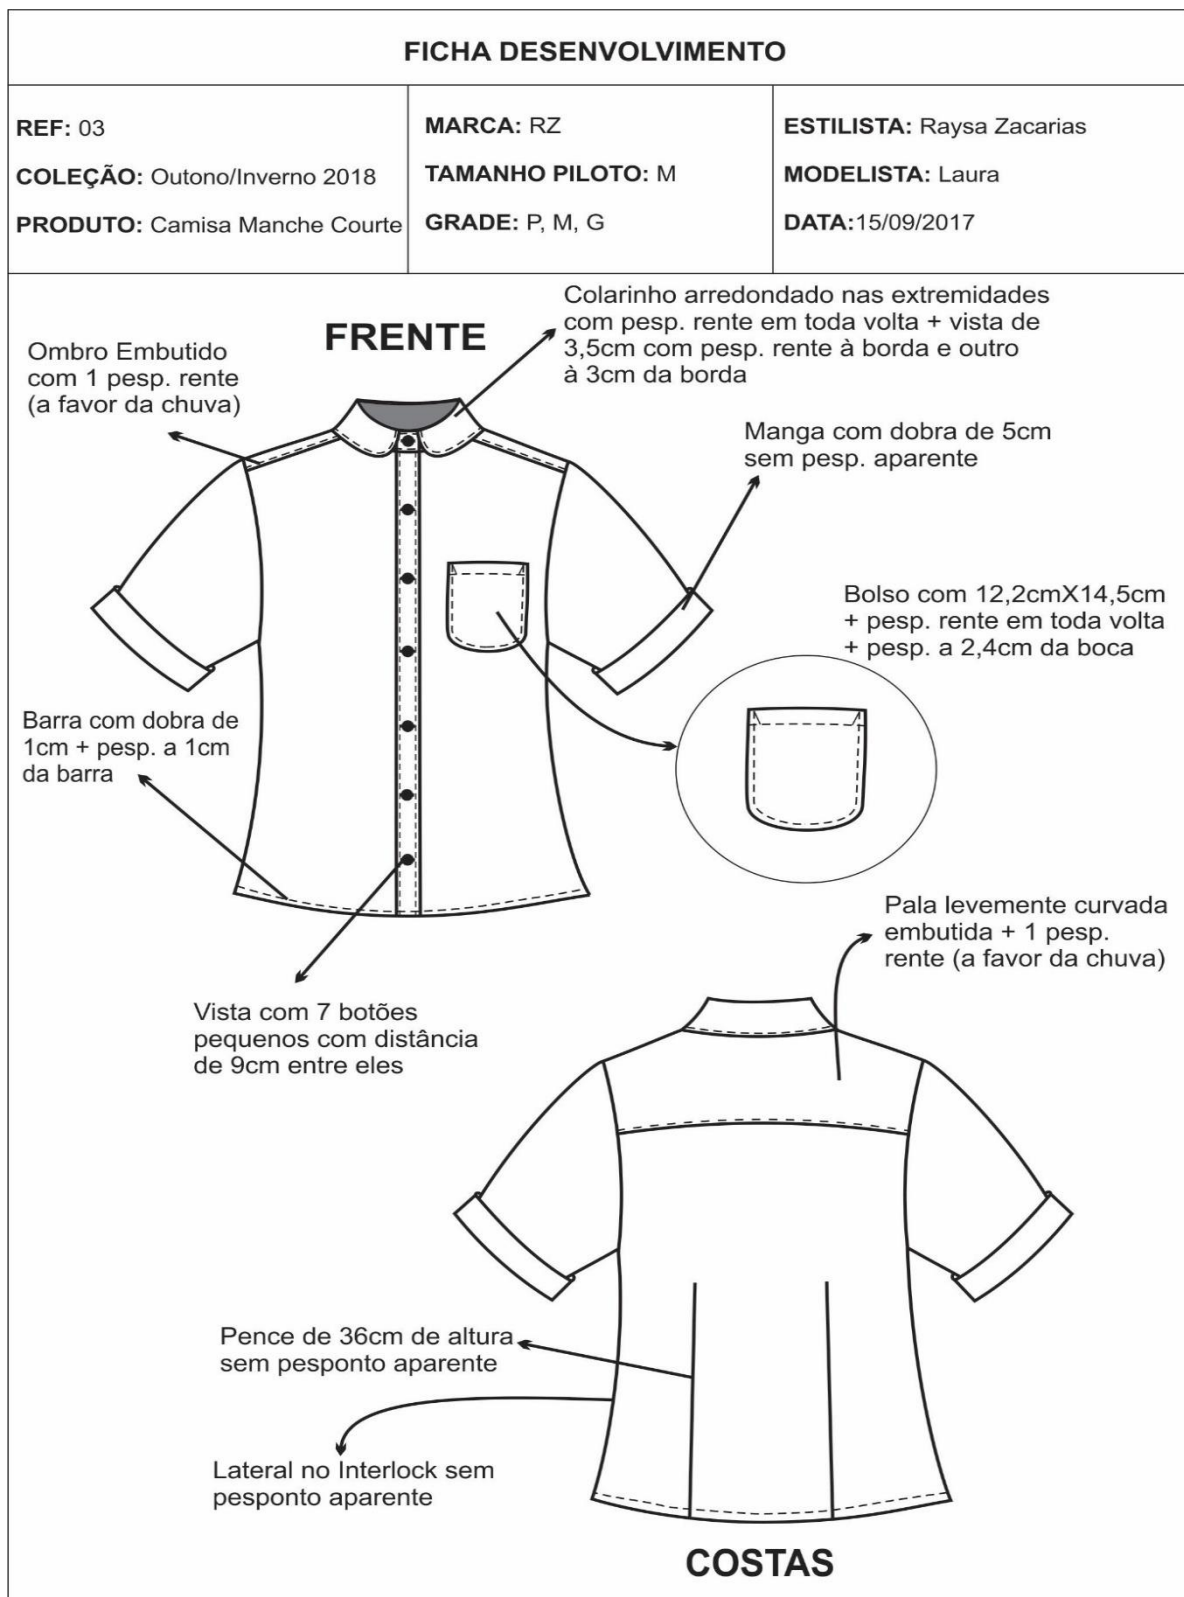 FICHA DESENVOLVIMENTO
REF: 03
COLEÇÃO: Outono/Inverno 2018
PRODUTO: Camisa Manche Courte
MARCA: RZ
TAMANHO PILOTO: M
GRADE: P, M, G
ESTILISTA: Raysa Zacarias
MODELISTA: Laura
DATA:15/09/2017
FRENTE
Colarinho arredondado nas extremidades
com pesp. rente em toda volta + vista de
3,5cm com pesp. rente à borda e outro
à 3cm da borda
Ombro Embutido
com 1 pesp. rente
(a favor da chuva)
Manga com dobra de 5cm
sem pesp. aparente
Bolso com 12,2cmX14,5cm
+ pesp. rente em toda volta
+ pesp. a 2,4cm da boca
Barra com dobra de
1cm + pesp. a 1cm
da barra
Pala levemente curvada
embutida + 1 pesp.
rente (a favor da chuva)
Vista com 7 botões
pequenos com distância
de 9cm entre eles
Pence de 36cm de altura
sem pesponto aparente
Lateral no Interlock sem
pesponto aparente
COSTAS